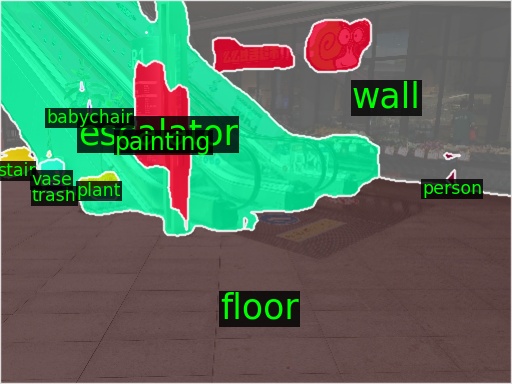 wall
babychair
escalator
painting
stair
vase
plant
trash
person
floor